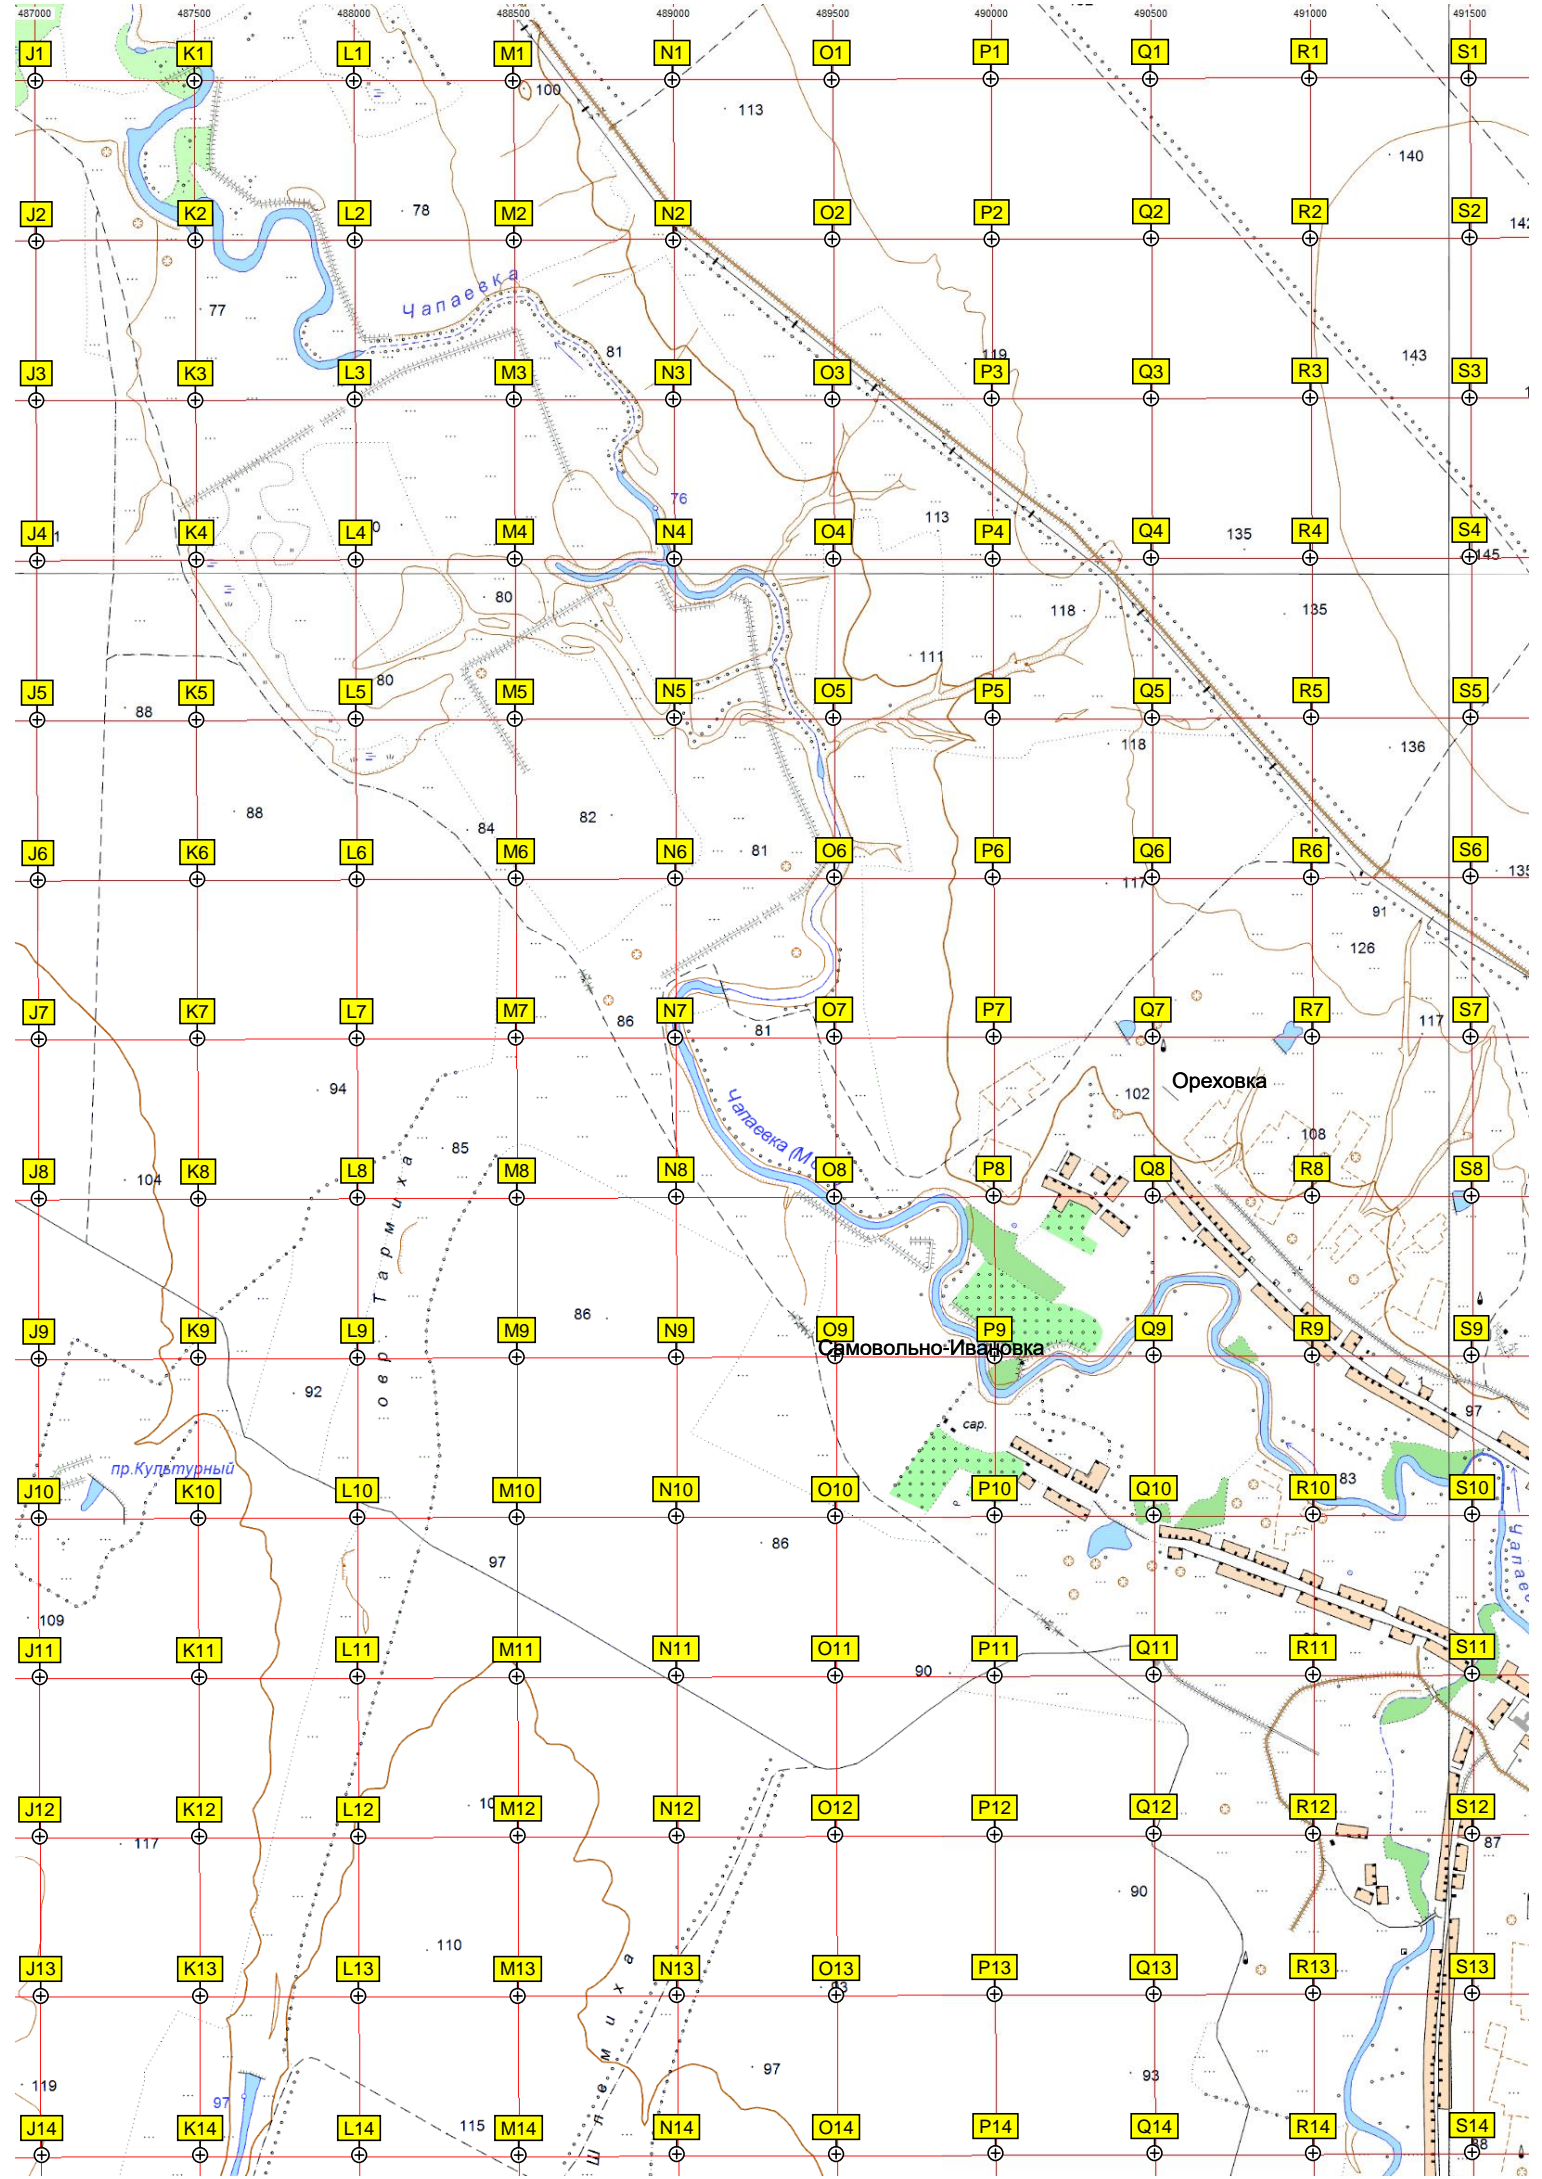 487000 487500 488000 488500 489000 489500 490000 490500 491000 491500
J1 K1 L1 M1 N1 O1 P1 Q1 R1 S1
100
113
140
J2 K2 L2 M2 N2 O2 P2 Q2 R2 S2
78
142
Чапаевка
77
81
119
143
J3 K3 L3 M3 N3 O3 P3 Q3 R3 S3
76
113
J4 K4 L4 M4 N4 O4 P4 Q4 R4 S4
135
145
80
118
135
111
80
J5 K5 L5 M5 N5 O5 P5 Q5 R5 S5
88
118
136
88
84
82
81
J6 K6 L6 M6 N6 O6 P6 Q6 R6 S6
117
135
91
126
J7 K7 L7 M7 N7 O7 P7 Q7 R7 S7
86
81
117
Ореховка
94
102
Чапаевка (М
108
85
J8 K8 L8 M8 N8 O8 P8 Q8 R8 S8
104
овр. Тармиха
86
J9 K9 L9 M9 N9 O9 P9 Q9 R9 S9
Самовольно-Ивановка
92
97
сар.
пр.Культурный
83
J10 K10 L10 M10 N10 O10 P10 Q10 R10 S10
86
97
Чапаев
109
J11 K11 L11 M11 N11 O11 P11 Q11 R11 S11
90
J12 K12 L12 M12 N12 O12 P12 Q12 R12 S12
117
87
90
110
J13 K13 L13 M13 N13 O13 P13 Q13 R13 S13
93
Шлемиха
97
93
119
97
115
J14 K14 L14 M14 N14 O14 P14 Q14 R14 S14